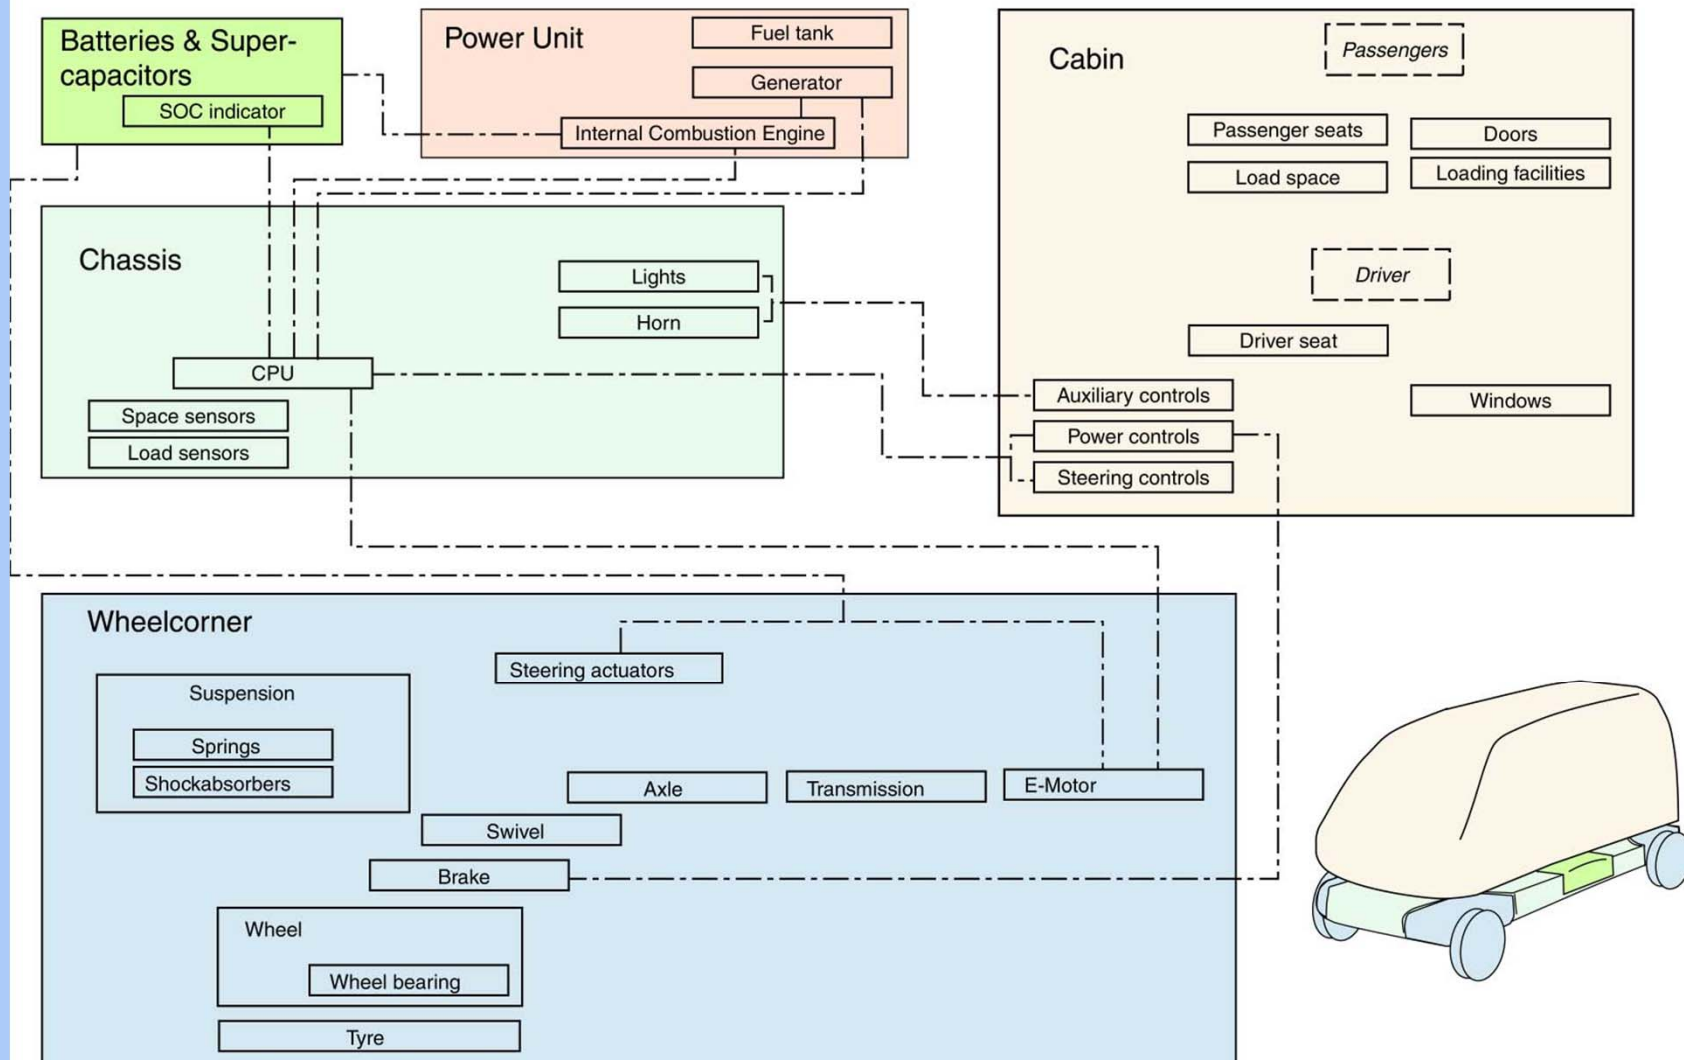 Batteries & Super-
capacitors
SOC indicator
Power Unit
Fuel tank
Generator
Internal Combustion Engine
Cabin
Passengers
Passenger seats
Doors
Load space
Loading facilities
Driver
Driver seat
Auxiliary controls
Windows
Power controls
Steering controls
Chassis
Lights
Horn
CPU
Space sensors
Load sensors
Wheelcorner
Steering actuators
Suspension
Springs
Shockabsorbers
Axle
Transmission
E-Motor
Swivel
Brake
Wheel
Wheel bearing
Tyre